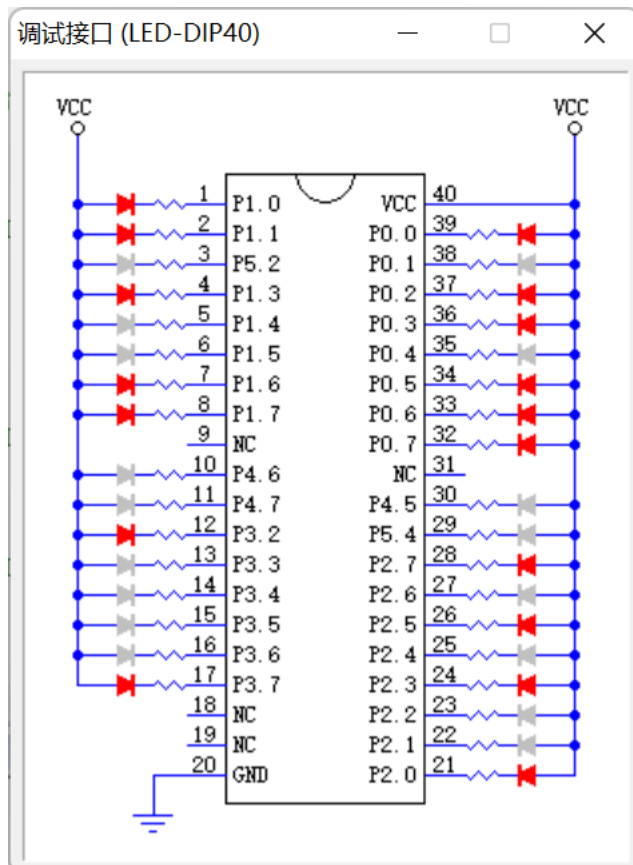 调试接口 (LED-DIP40)
VCC VCC
1 P1.0 VCC 40
2 P1.1 P0.0 39
3 P5.2 P0.1 38
4 P1.3 P0.2 37
5 P1.4 P0.3 36
6 P1.5 P0.4 35
7 P1.6 P0.5 34
8 P1.7 P0.6 33
9 NC P0.7 32
10 P4.6 NC 31
11 P4.7 P4.5 30
12 P3.2 P5.4 29
13 P3.3 P2.7 28
14 P3.4 P2.6 27
15 P3.5 P2.5 26
16 P3.6 P2.4 25
17 P3.7 P2.3 24
18 NC P2.2 23
19 NC P2.1 22
20 GND P2.0 21